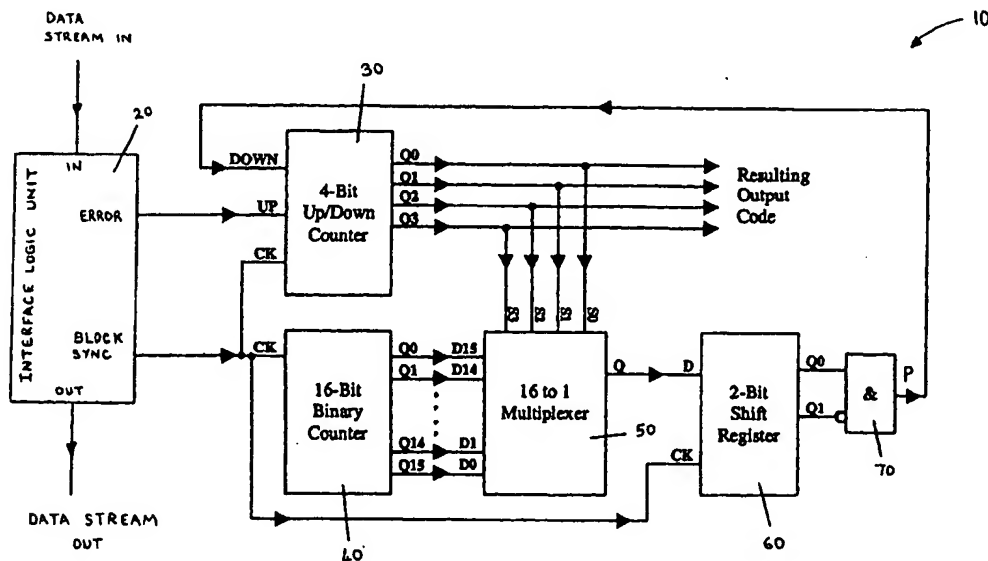 DATA
STREAM IN
10
20
IN
INTERFACE LOGIC UNIT
ERROR
BLOCK
SYNC
OUT
DATA STREAM
OUT
30
DOWN
UP
CK
4-Bit
Up/Down
Counter
Q0
Q1
Q2
Q3
Resulting
Output
Code
CK
16-Bit
Binary
Counter
40
Q0
Q1
Q14
Q15
D15
D14
D1
D0
S3
S2
S1
S0
16 to 1
Multiplexer
50
Q
D
CK
2-Bit
Shift
Register
60
Q0
Q1
&
70
P